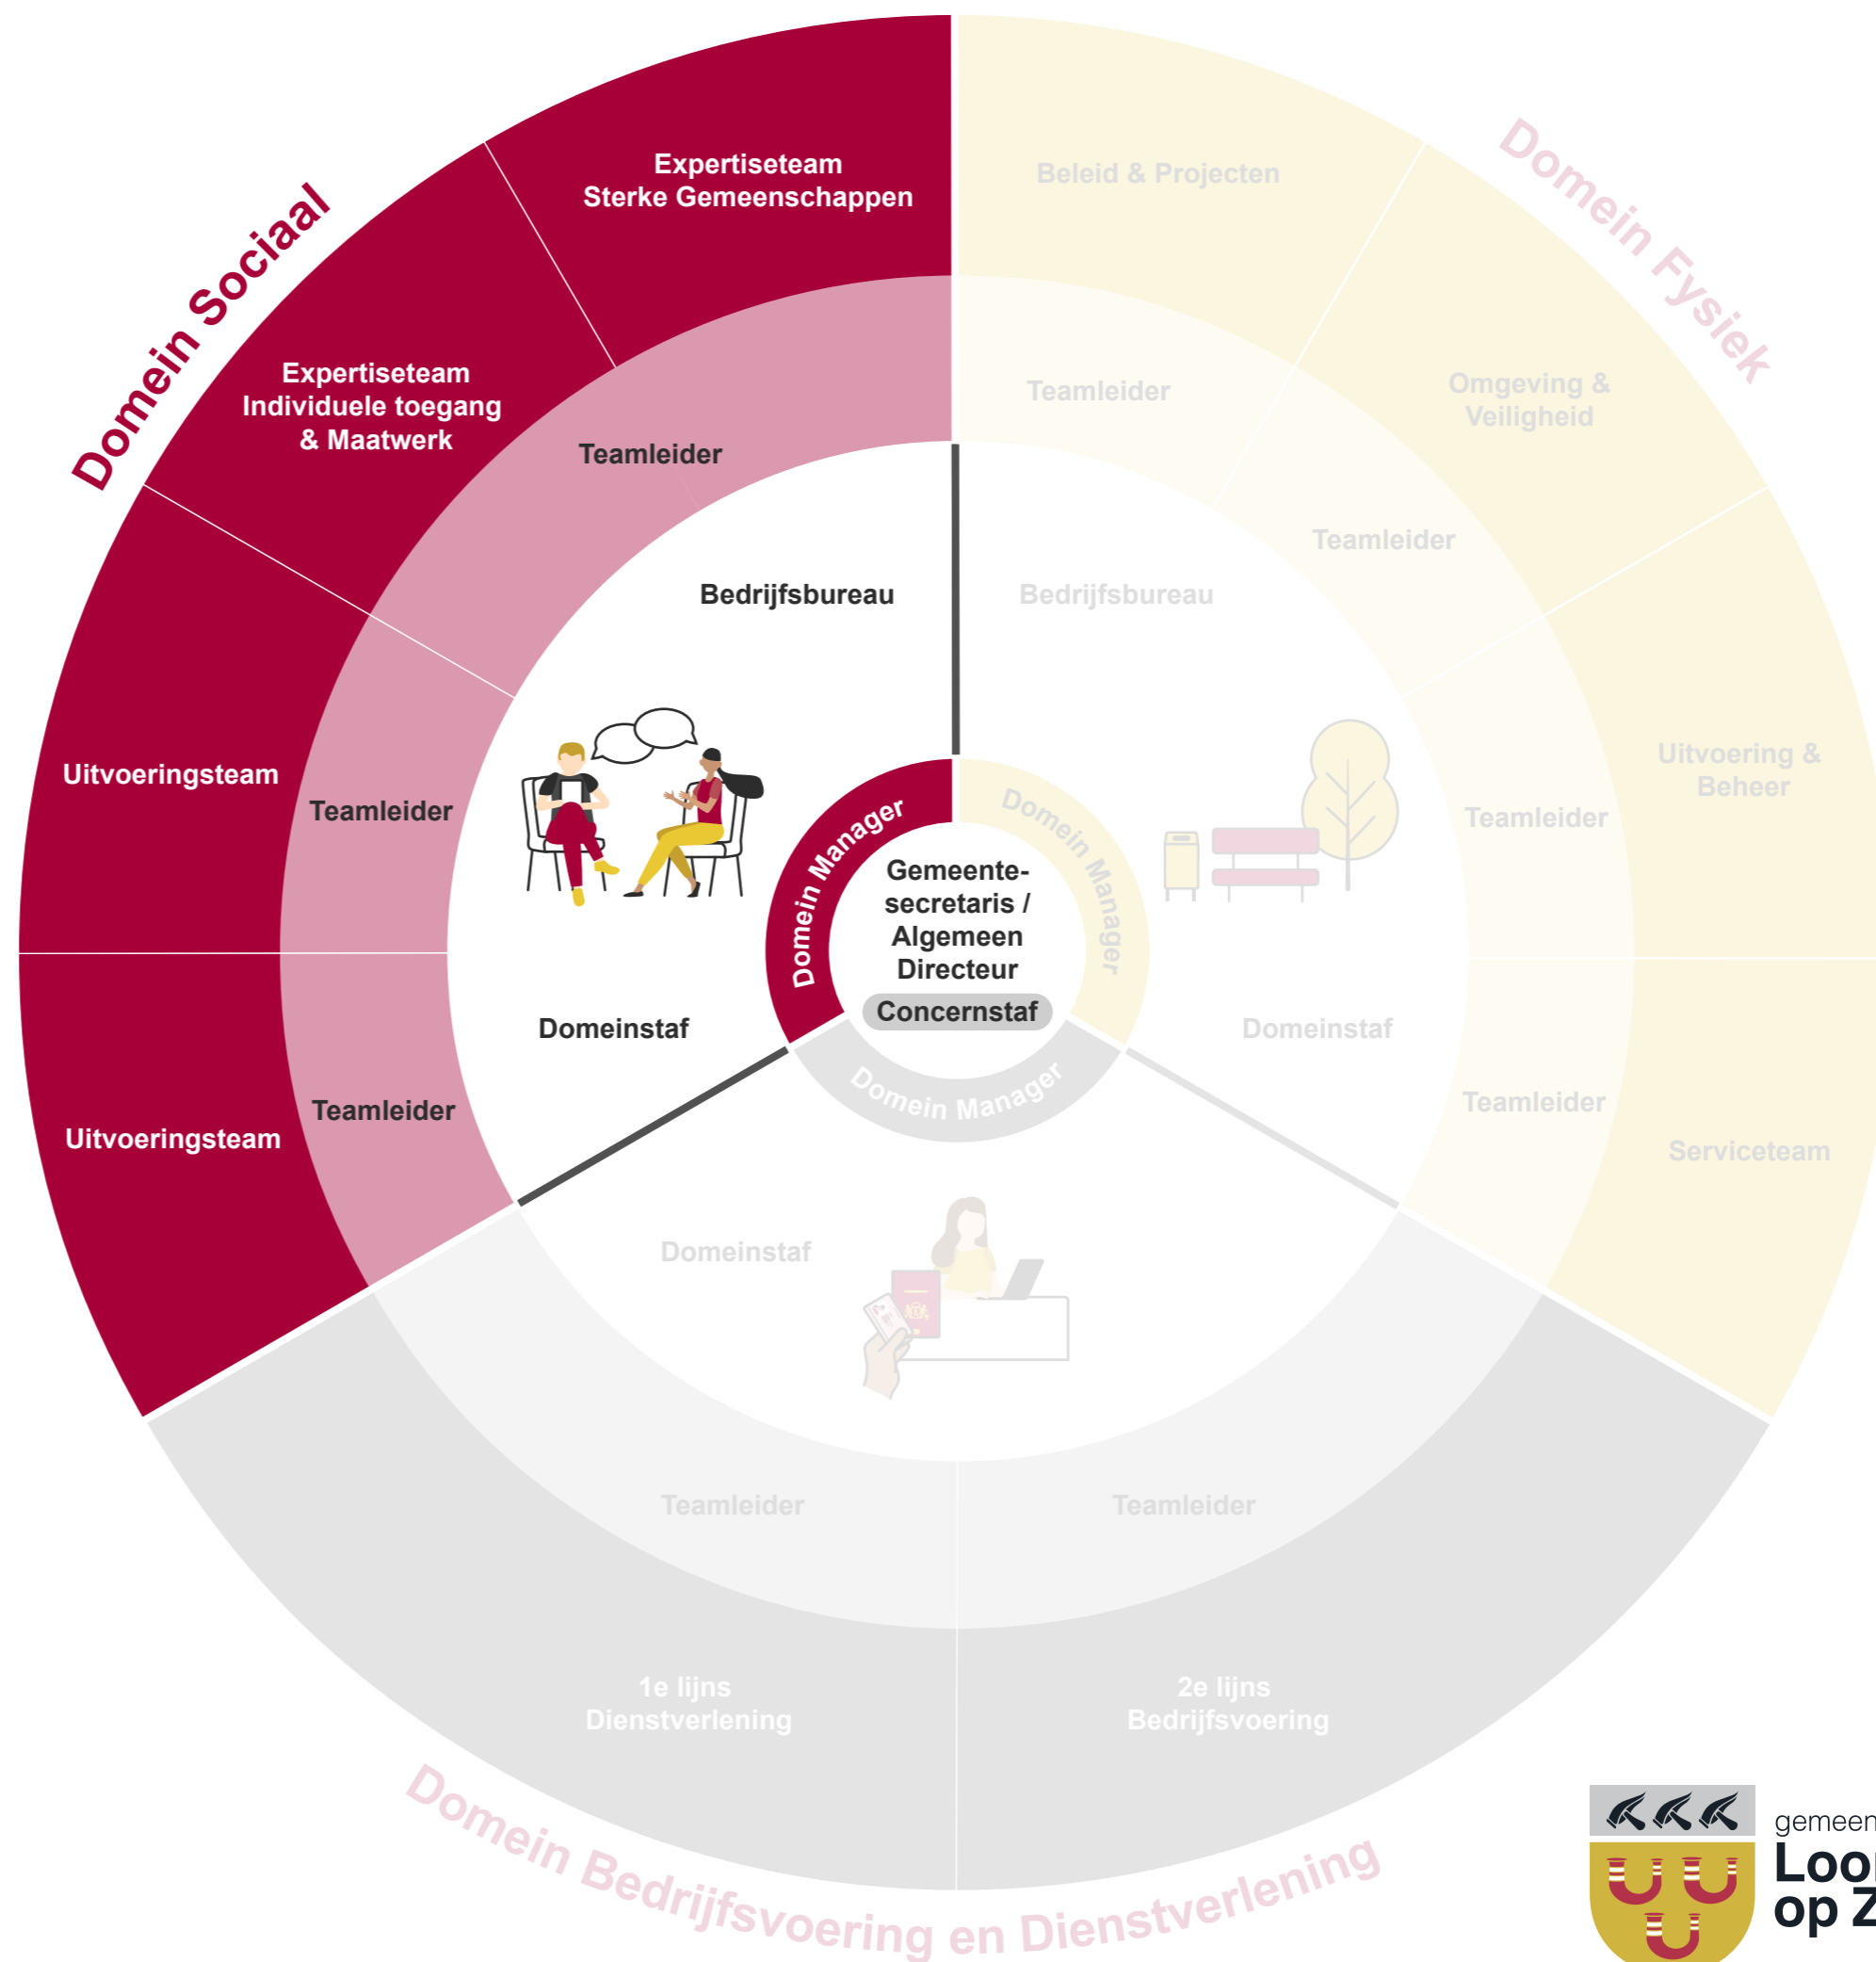 Domein Sociaal
Expertiseteam
Sterke Gemeenschappen
Expertiseteam
Individuele toegang
& Maatwerk
Uitvoeringsteam
Uitvoeringsteam
Teamleider
Teamleider
Teamleider
Bedrijfsbureau
Domeinstaf
Domein Manager
Gemeente-
secretaris /
Algemeen
Directeur
Concernstaf
Domein Fysiek
Beleid & Projecten
Omgeving &
Veiligheid
Uitvoering &
Beheer
Serviceteam
Teamleider
Teamleider
Teamleider
Teamleider
Bedrijfsbureau
Domeinstaf
Domein Manager
Domein Manager
Domeinstaf
Teamleider
Teamleider
1e lijns
Dienstverlening
2e lijns
Bedrijfsvoering
Domein Bedrijfsvoering en Dienstverlening
gemeen
Loo
op Z